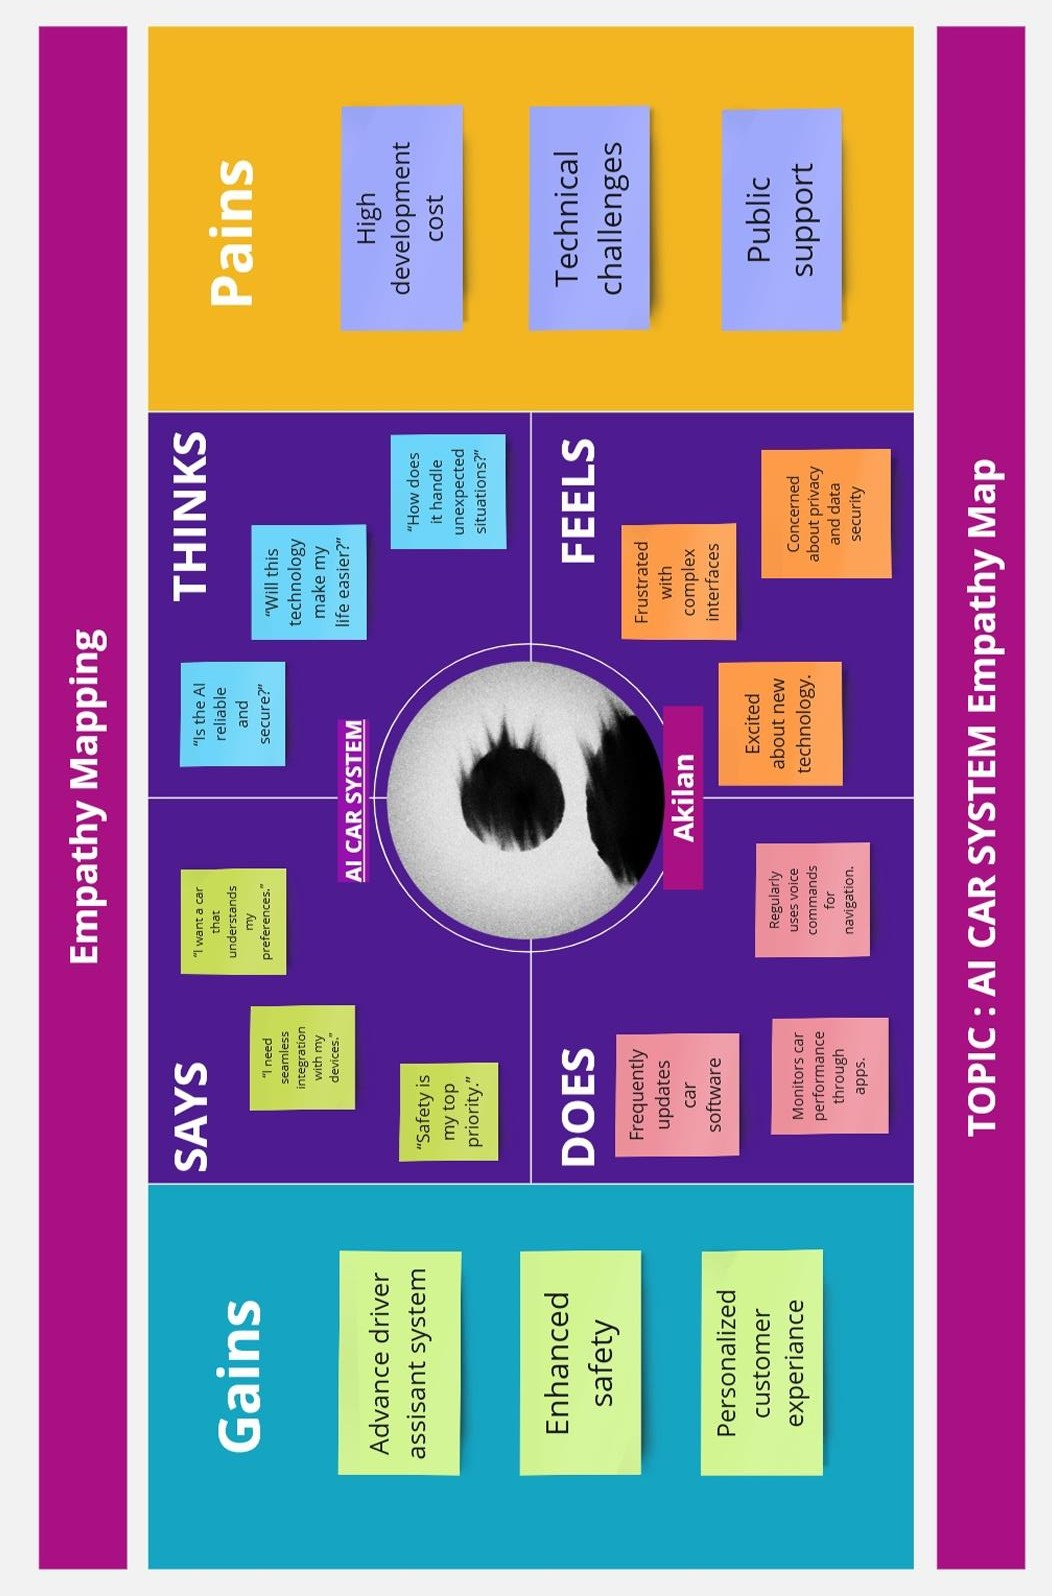 Empathy Mapping
Gains
Advance driver
assisant system
Enhanced
safety
Personalized
customer
experiance
SAYS
“I want a car
that
understands
my
preferences.”
“I need
seamless
integration
with my
devices.”
“Safety is
my top
priority.”
THINKS
“Is the AI
reliable
and
secure?”
“Will this
technology
make my
life easier?”
“How does
it handle
unexpected
situations?”
AI CAR SYSTEM
Akilan
DOES
Frequently
updates
car
software
Regularly
uses voice
commands
for
navigation.
Monitors car
performance
through
apps.
FEELS
Frustrated
with
complex
interfaces
Excited
about new
technology.
Concerned
about privacy
and data
security
Pains
High
development
cost
Technical
challenges
Public
support
TOPIC : AI CAR SYSTEM Empathy Map